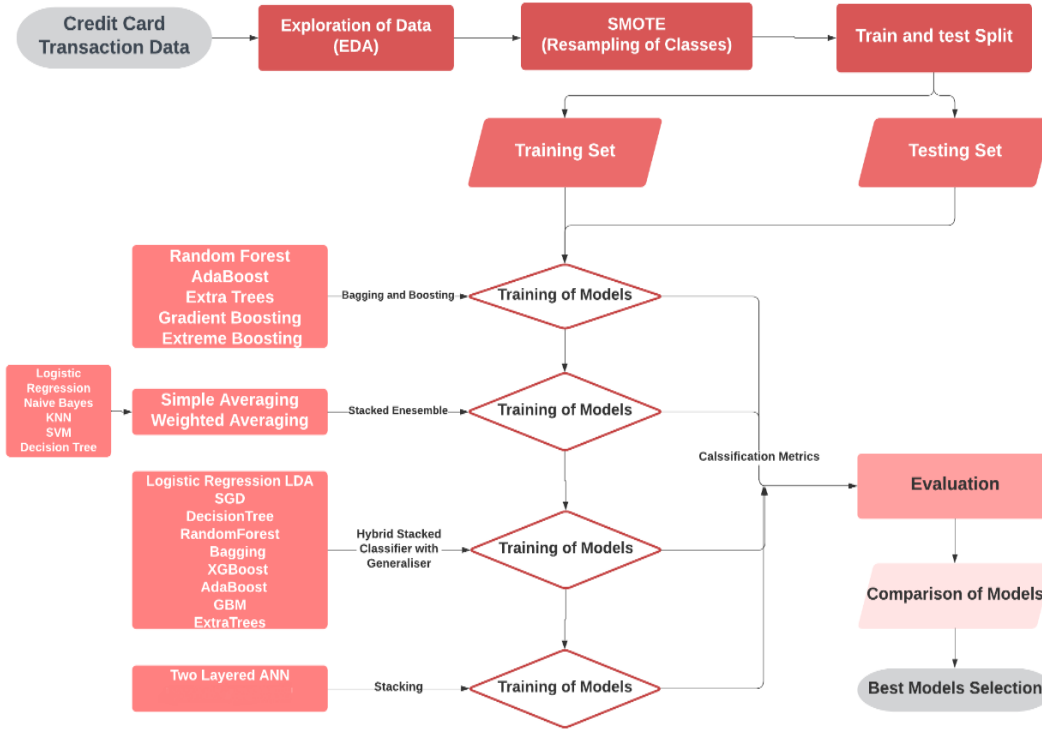 Credit Card
Transaction Data
Exploration of Data
(EDA)
SMOTE
(Resampling of Classes)
Train and test Split
Training Set
Testing Set
Random Forest
AdaBoost
Extra Trees
Gradient Boosting
Extreme Boosting
Bagging and Boosting
Training of Models
Logistic
Regression
Naive Bayes
KNN
SVM
Decision Tree
Simple Averaging
Weighted Averaging
Stacked Enesemble
Training of Models
Calssification Metrics
Evaluation
Logistic Regression LDA
SGD
DecisionTree
RandomForest
Bagging
XGBoost
AdaBoost
GBM
ExtraTrees
Hybrid Stacked
Classifier with
Generaliser
Training of Models
Comparison of Models
Two Layered ANN
Stacking
Training of Models
Best Models Selection